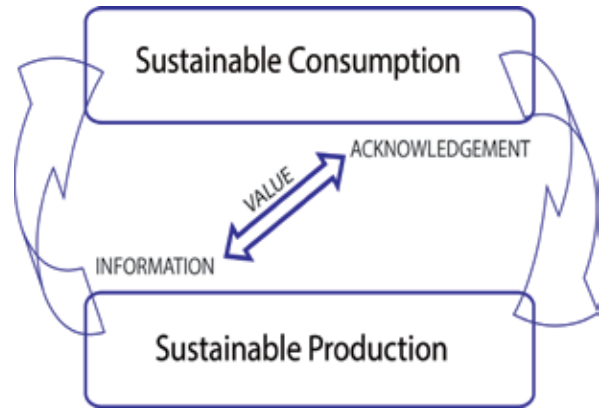 Sustainable Consumption
ACKNOWLEDGEMENT
VALUE
INFORMATION
Sustainable Production